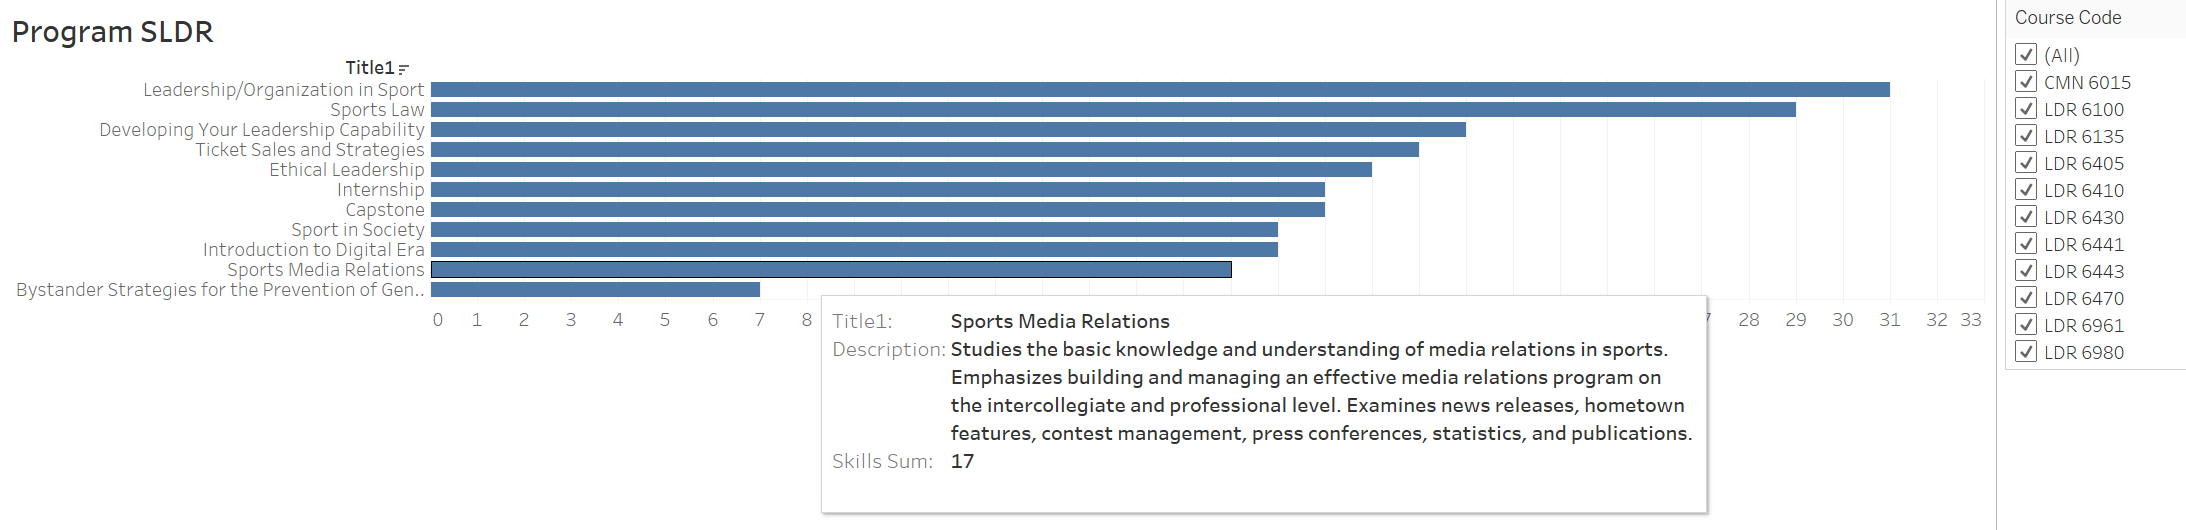 Program SLDR
Title1
Leadership/Organization in Sport
Sports Law
Developing Your Leadership Capability
Ticket Sales and Strategies
Ethical Leadership
Internship
Capstone
Sport in Society
Introduction to Digital Era
Sports Media Relations
Bystander Strategies for the Prevention of Gen..
0 1 2 3 4 5 6 7 8 28 29 30 31 32 33
Title1: Sports Media Relations
Description: Studies the basic knowledge and understanding of media relations in sports.
Emphasizes building and managing an effective media relations program on
the intercollegiate and professional level. Examines news releases, hometown
features, contest management, press conferences, statistics, and publications.
Skills Sum: 17
Course Code
(All)
CMN 6015
LDR 6100
LDR 6135
LDR 6405
LDR 6410
LDR 6430
LDR 6441
LDR 6443
LDR 6470
LDR 6961
LDR 6980